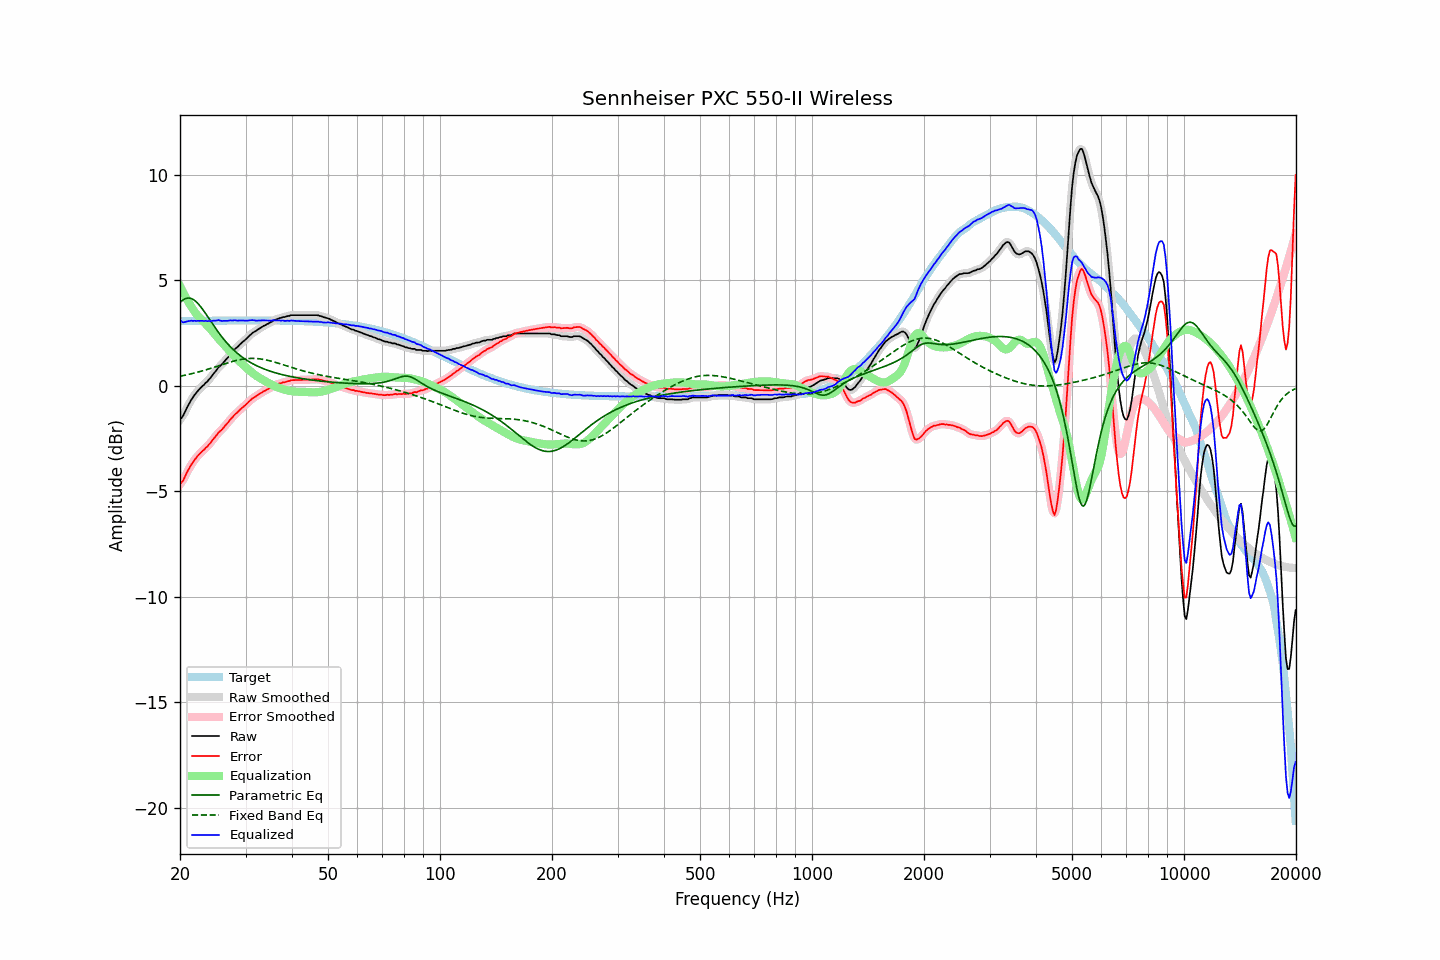 Sennheiser PXC 550-II Wireless
Amplitude (dBr)
10
5
0
−5
−10
−15
−20
Target
Raw Smoothed
Error Smoothed
Raw
Error
Equalization
Parametric Eq
Fixed Band Eq
Equalized
20 50 100 200 500 1000 2000 5000 10000 20000
Frequency (Hz)